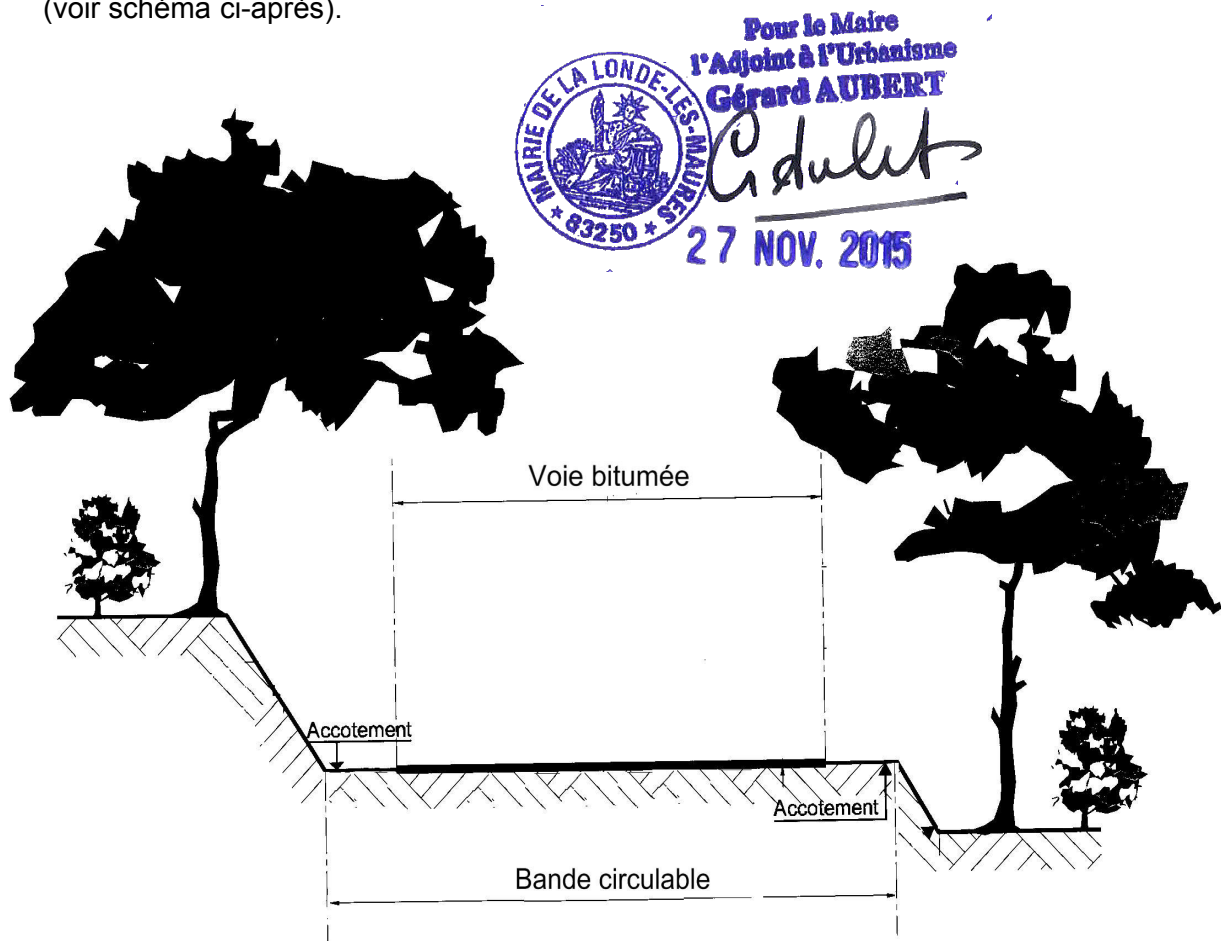 (voir schéma ci-après).
Pour le Maire
l'Adjoint à l'Urbanisme
Gérard AUBERT
MAIRIE DE LA LONDE-LES-MAURES
* 83250 *
27 NOV. 2015
Voie bitumée
Accotement
Accotement
Bande circulable